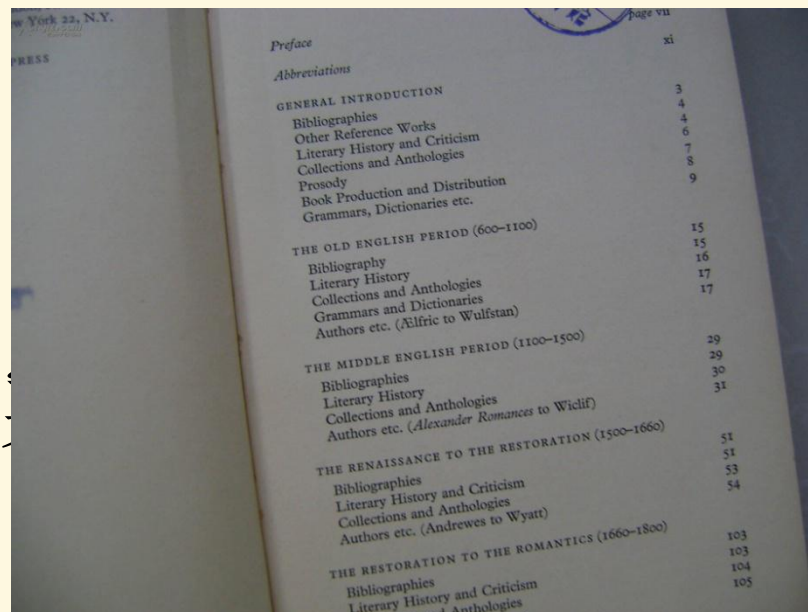 w York 22, N.Y.
PRESS
Preface page vii
Abbreviations xi
GENERAL INTRODUCTION
Bibliographies 3
Other Reference Works 4
Literary History and Criticism 4
Collections and Anthologies 6
Prosody 7
Book Production and Distribution 8
Grammars, Dictionaries etc. 9
THE OLD ENGLISH PERIOD (600–1100)
Bibliography 15
Literary History 15
Collections and Anthologies 16
Grammars and Dictionaries 17
Authors etc. (Ælfric to Wulfstan) 17
THE MIDDLE ENGLISH PERIOD (1100–1500)
Bibliographies 29
Literary History 29
Collections and Anthologies 30
Authors etc. (Alexander Romances to Wiclif) 31
THE RENAISSANCE TO THE RESTORATION (1500–1660)
Bibliographies 51
Literary History and Criticism 51
Collections and Anthologies 53
Authors etc. (Andrewes to Wyatt) 54
THE RESTORATION TO THE ROMANTICS (1660–1800)
Bibliographies 103
Literary History and Criticism 103
and Anthologies 104
105